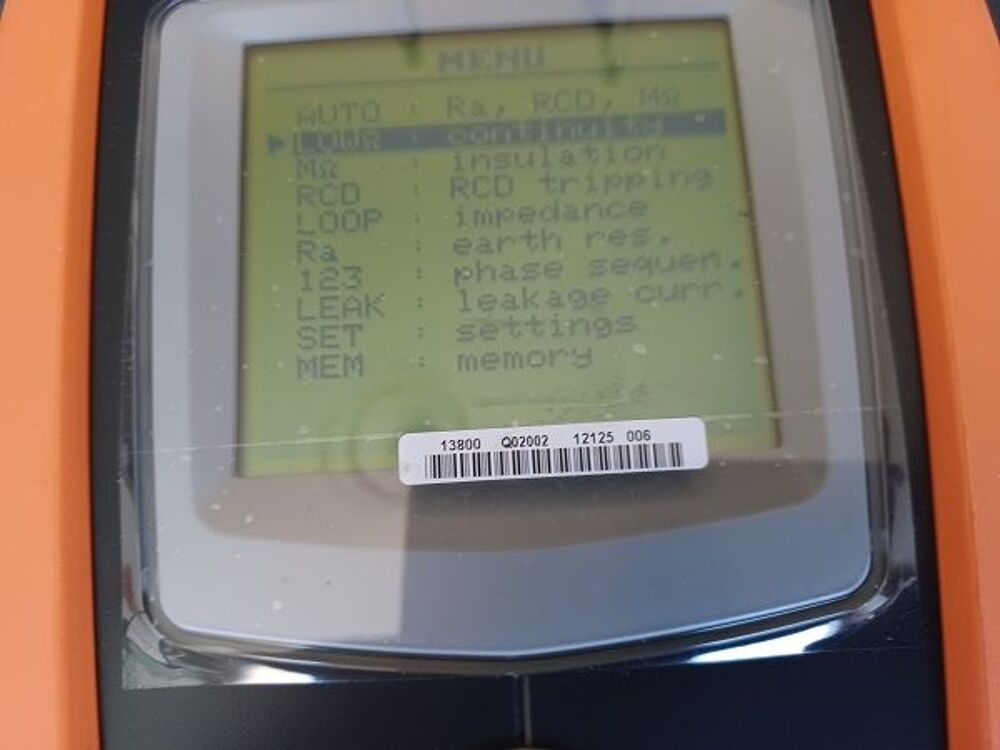 MENU
AUTO : Ra, RCD, MΩ
LOWΩ : continuity
MΩ : insulation
RCD : RCD tripping
LOOP : impedance
Ra : earth res.
123 : phase sequen.
LEAK : leakage curr.
SET : settings
MEM : memory
13800 Q02002 12125 006